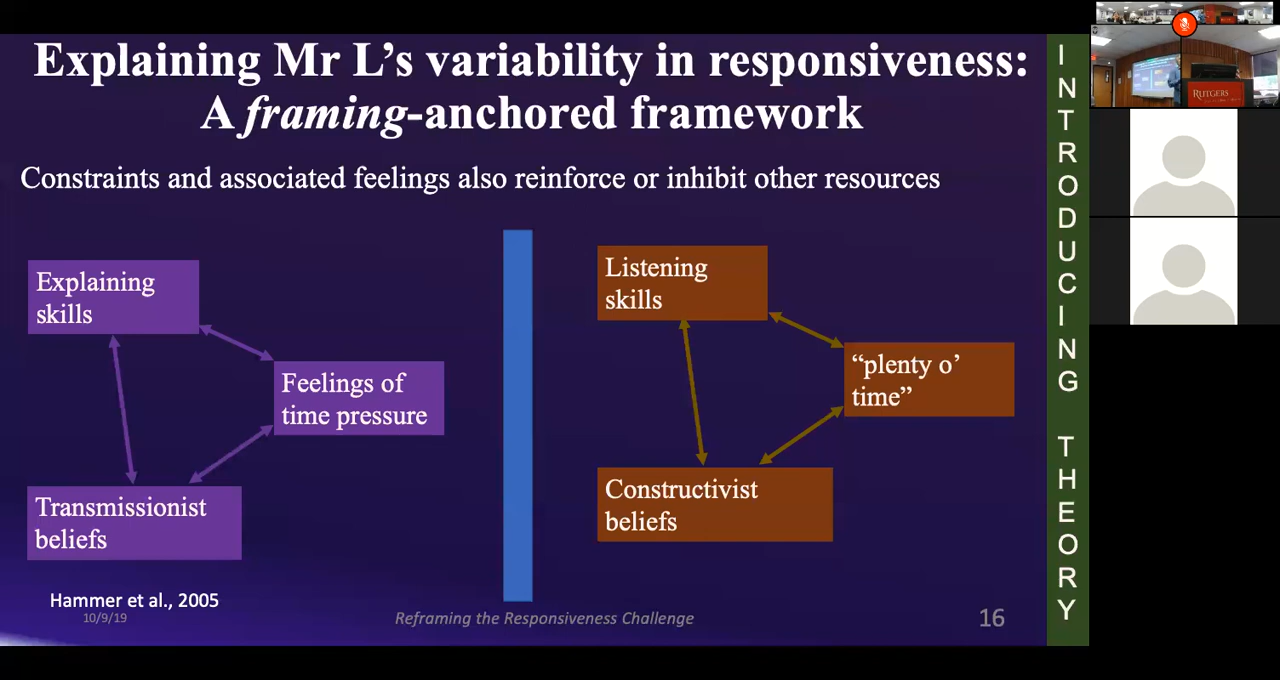 Explaining Mr L’s variability in responsiveness:
A framing-anchored framework
Constraints and associated feelings also reinforce or inhibit other resources
Explaining
skills
Feelings of
time pressure
Transmissionist
beliefs
Listening
skills
“plenty o’
time”
Constructivist
beliefs
Hammer et al., 2005
10/9/19
Reframing the Responsiveness Challenge
16
INTRODUCING THEORY
RUTGERS